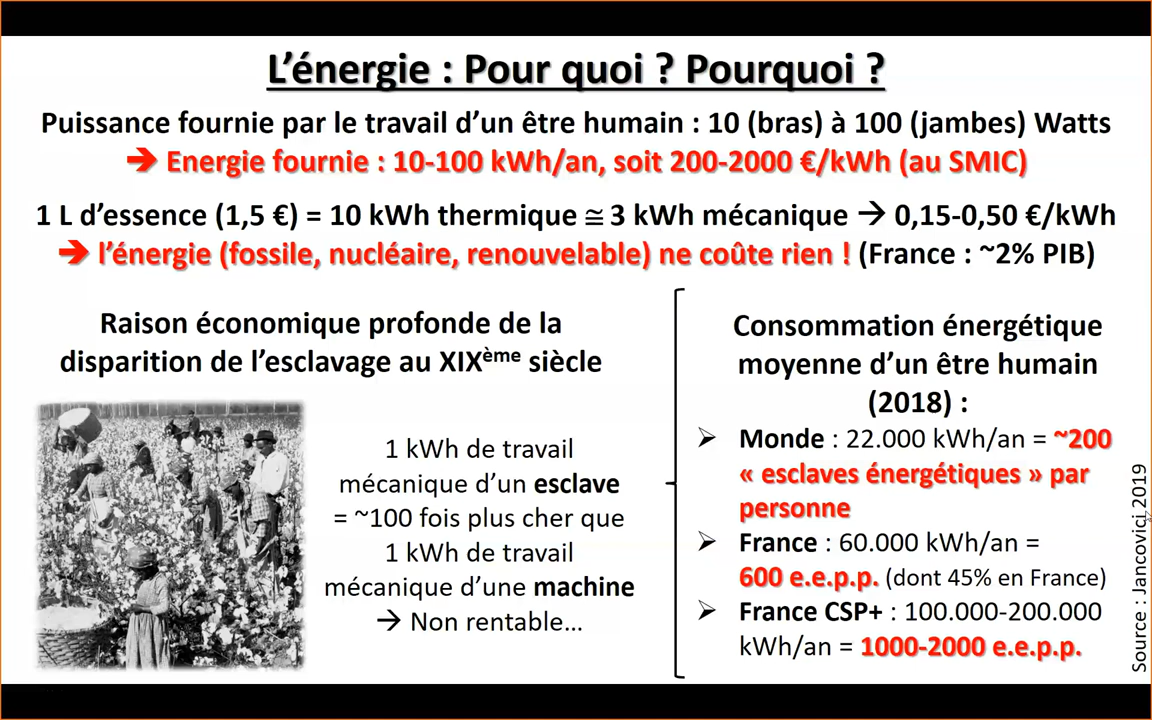 L’énergie : Pour quoi ? Pourquoi ?
Puissance fournie par le travail d’un être humain : 10 (bras) à 100 (jambes) Watts
➔ Energie fournie : 10-100 kWh/an, soit 200-2000 €/kWh (au SMIC)
1 L d’essence (1,5 €) = 10 kWh thermique ≅ 3 kWh mécanique → 0,15-0,50 €/kWh
➔ l’énergie (fossile, nucléaire, renouvelable) ne coûte rien ! (France : ~2% PIB)
Raison économique profonde de la
disparition de l’esclavage au XIXème siècle
1 kWh de travail
mécanique d’un esclave
= ~100 fois plus cher que
1 kWh de travail
mécanique d’une machine
→ Non rentable…
Consommation énergétique
moyenne d’un être humain
(2018) :
➢ Monde : 22.000 kWh/an = ~200
« esclaves énergétiques » par
personne
➢ France : 60.000 kWh/an =
600 e.e.p.p. (dont 45% en France)
➢ France CSP+ : 100.000-200.000
kWh/an = 1000-2000 e.e.p.p.
Source : Jancovici 2019